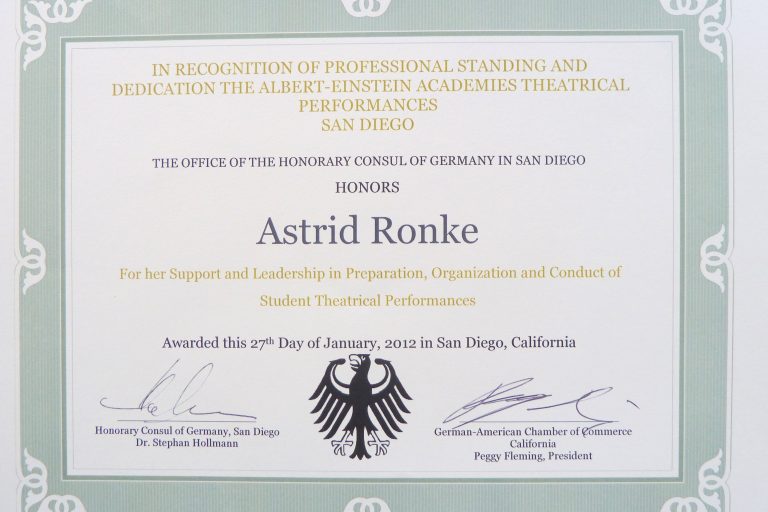 IN RECOGNITION OF PROFESSIONAL STANDING AND
DEDICATION THE ALBERT-EINSTEIN ACADEMIES THEATRICAL
PERFORMANCES
SAN DIEGO
THE OFFICE OF THE HONORARY CONSUL OF GERMANY IN SAN DIEGO
HONORS
Astrid Ronke
For her Support and Leadership in Preparation, Organization and Conduct of
Student Theatrical Performances
Awarded this 27th Day of January, 2012 in San Diego, California
Honorary Consul of Germany, San Diego
Dr. Stephan Hollmann
German-American Chamber of Commerce
California
Peggy Fleming, President